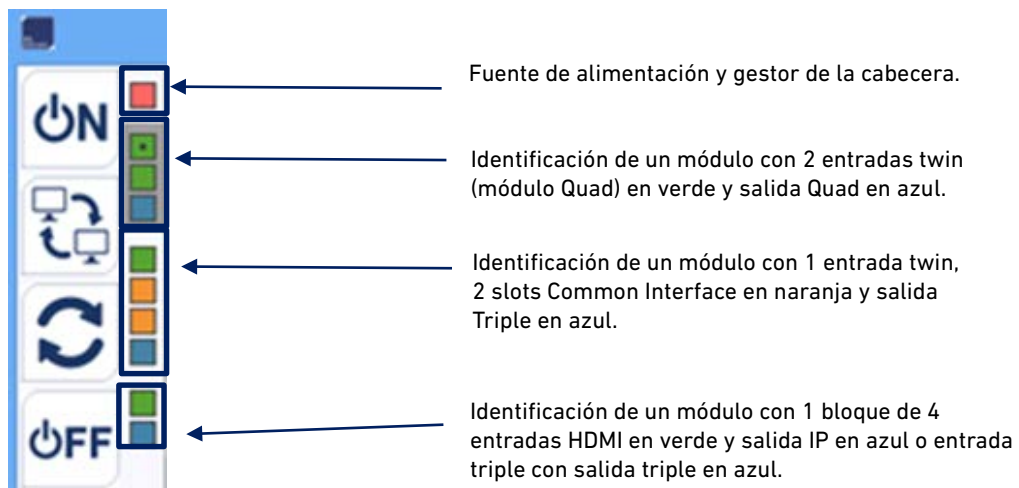 Fuente de alimentación y gestor de la cabecera.
ON
Identificación de un módulo con 2 entradas twin
(módulo Quad) en verde y salida Quad en azul.
Identificación de un módulo con 1 entrada twin,
2 slots Common Interface en naranja y salida
Triple en azul.
OFF
Identificación de un módulo con 1 bloque de 4
entradas HDMI en verde y salida IP en azul o entrada
triple con salida triple en azul.